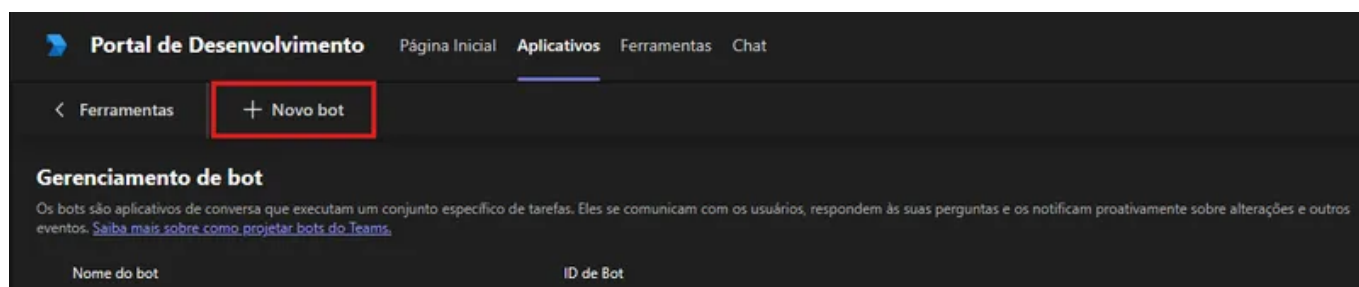 Portal de Desenvolvimento Página Inicial Aplicativos Ferramentas Chat
< Ferramentas + Novo bot
Gerenciamento de bot
Os bots são aplicativos de conversa que executam um conjunto específico de tarefas. Eles se comunicam com os usuários, respondem às suas perguntas e os notificam proativamente sobre alterações e outros
eventos. Saiba mais sobre como projetar bots do Teams.
Nome do bot ID de Bot